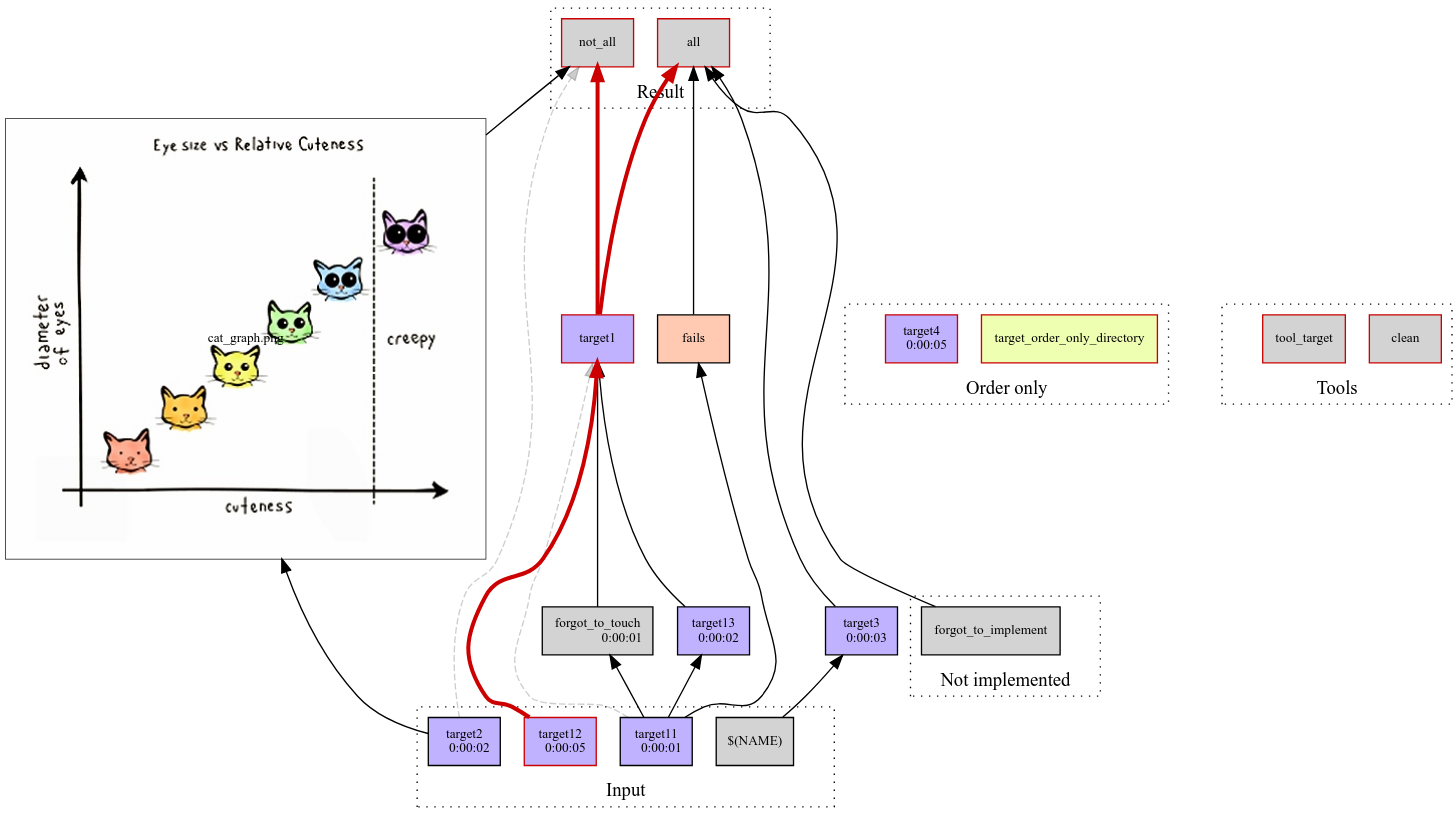 not_all
all
Result
Eye size vs Relative Cuteness
diameter
of eyes
cat_graph.png
creepy
cuteness
target1
fails
target4
0:00:05
target_order_only_directory
Order only
tool_target
clean
Tools
forgot_to_touch
0:00:01
target13
0:00:02
target3
0:00:03
forgot_to_implement
Not implemented
target2
0:00:02
target12
0:00:05
target11
0:00:01
$(NAME)
Input